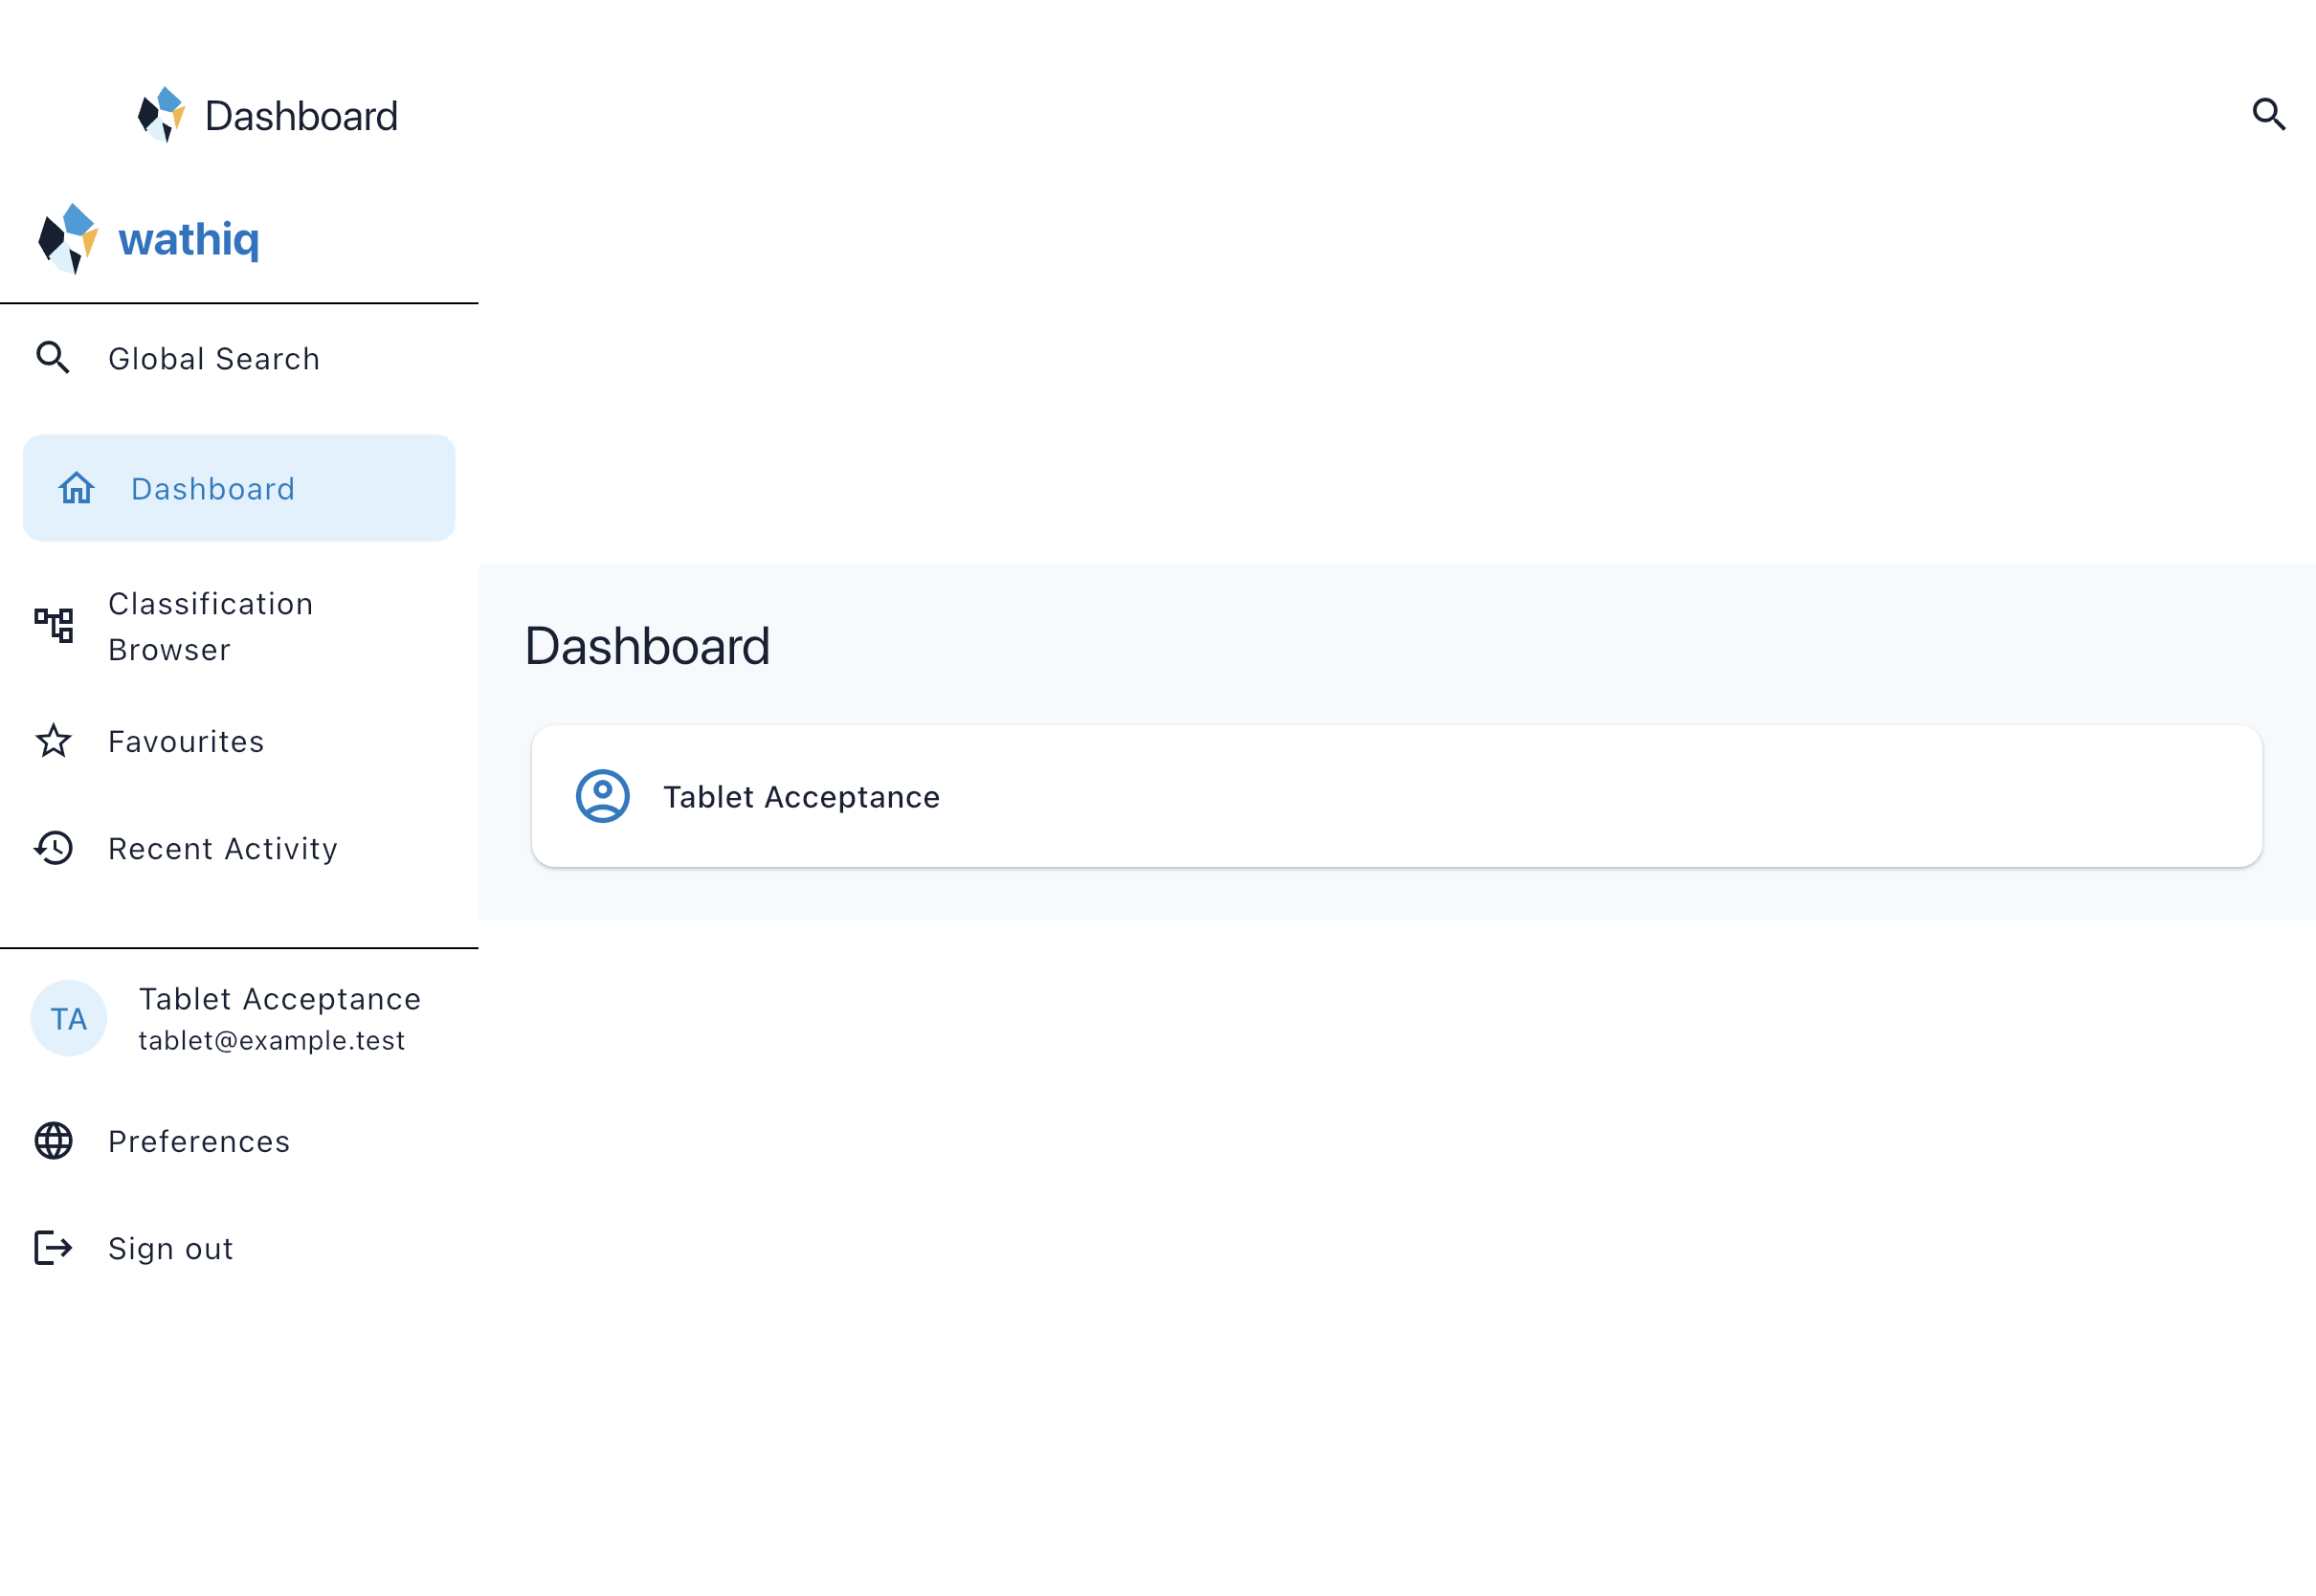 Dashboard
wathiq
Global Search
Dashboard
Classification
Browser
Favourites
Recent Activity
Tablet Acceptance
tablet@example.test
TA
Preferences
Sign out
Dashboard
Tablet Acceptance